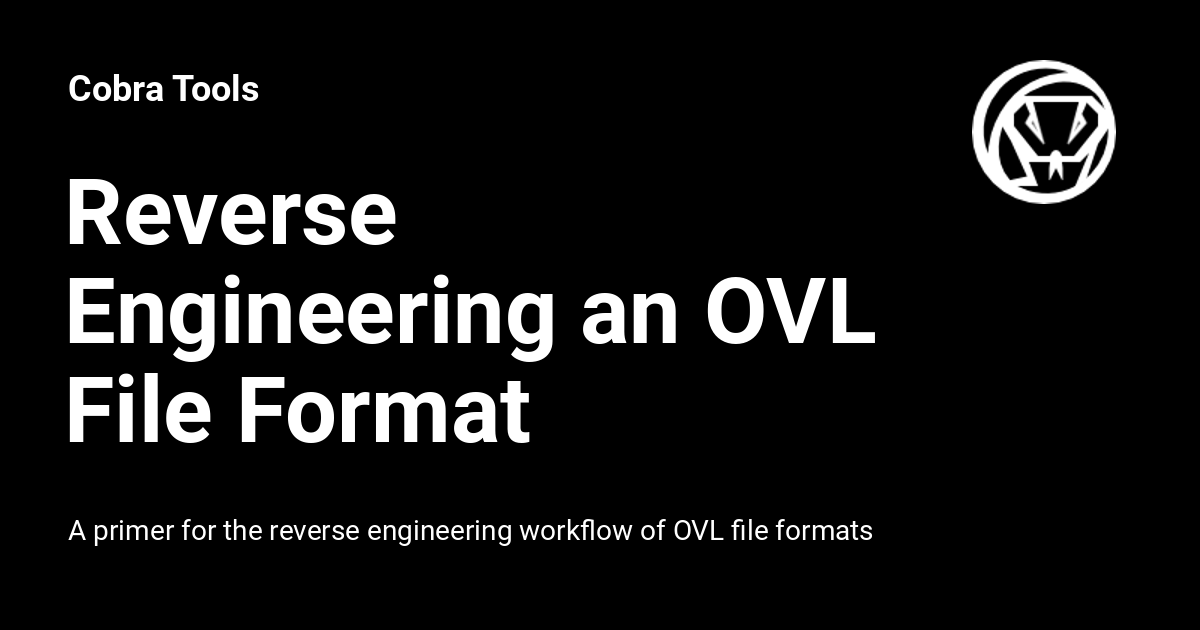 Cobra Tools
Reverse
Engineering an OVL
File Format
A primer for the reverse engineering workflow of OVL file formats